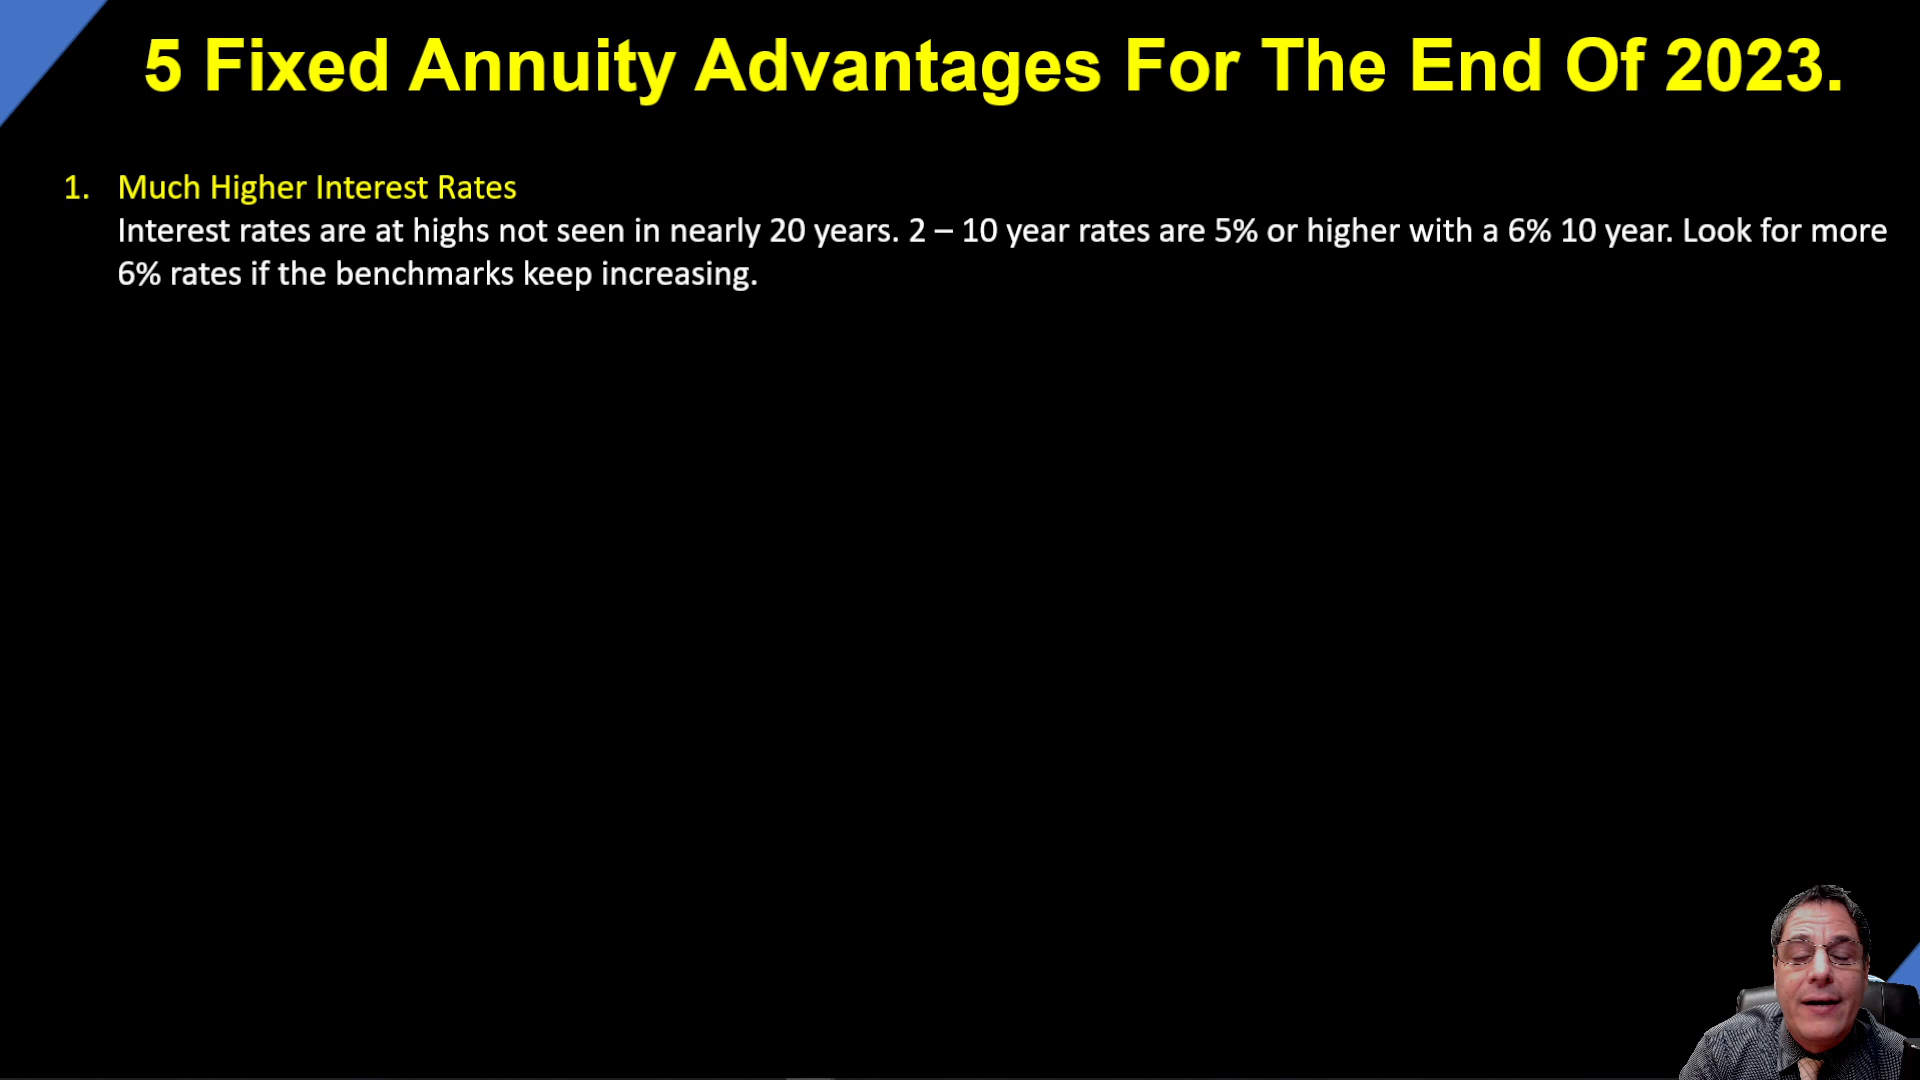 5 Fixed Annuity Advantages For The End Of 2023.
1. Much Higher Interest Rates
Interest rates are at highs not seen in nearly 20 years. 2 – 10 year rates are 5% or higher with a 6% 10 year. Look for more
6% rates if the benchmarks keep increasing.